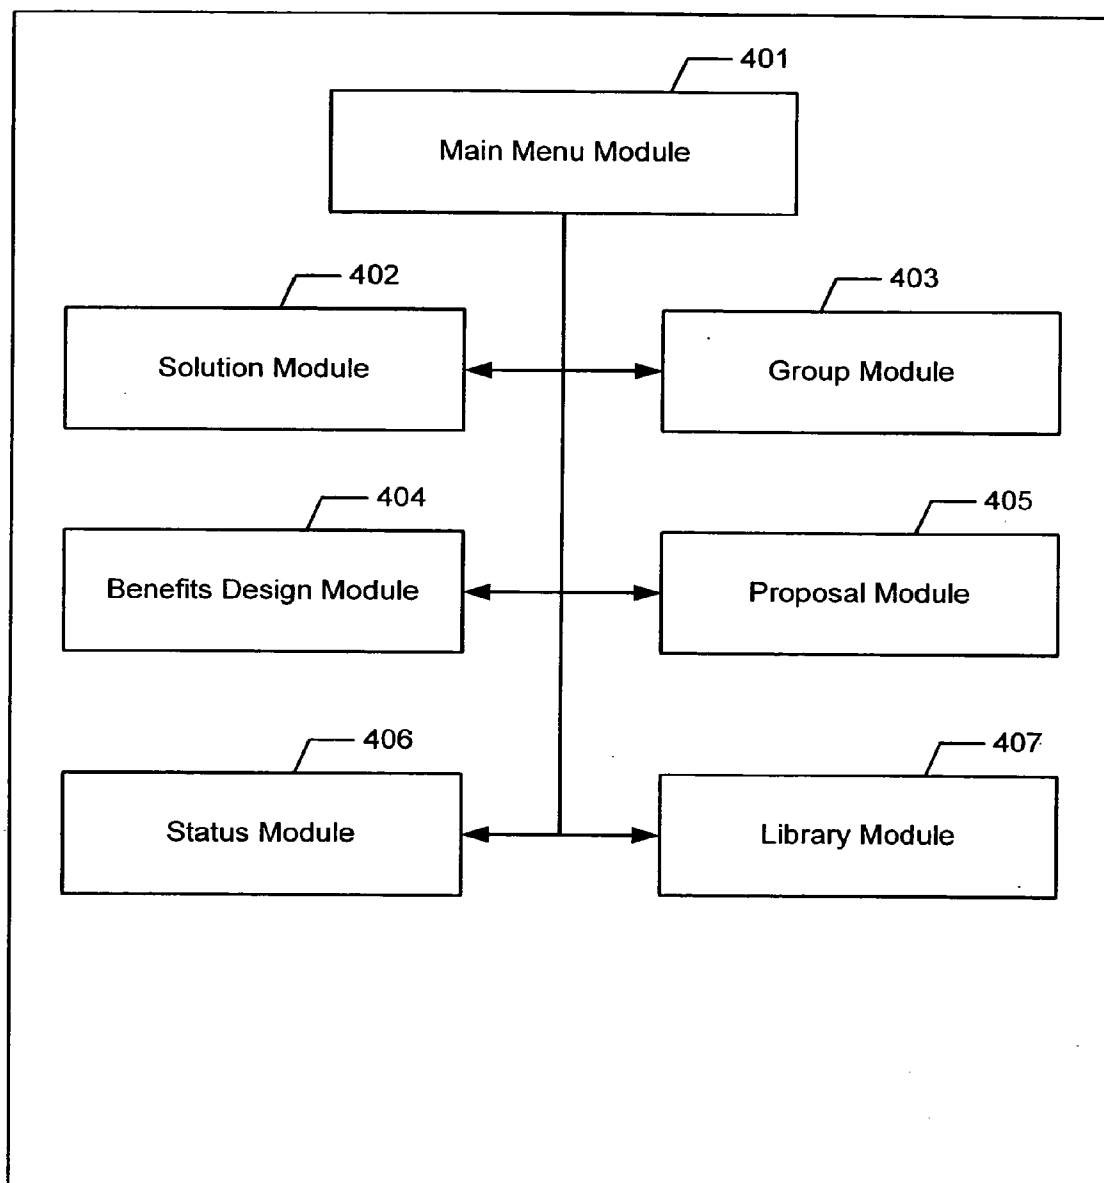 401
Main Menu Module
402
403
Solution Module
Group Module
404
405
Benefits Design Module
Proposal Module
406
407
Status Module
Library Module